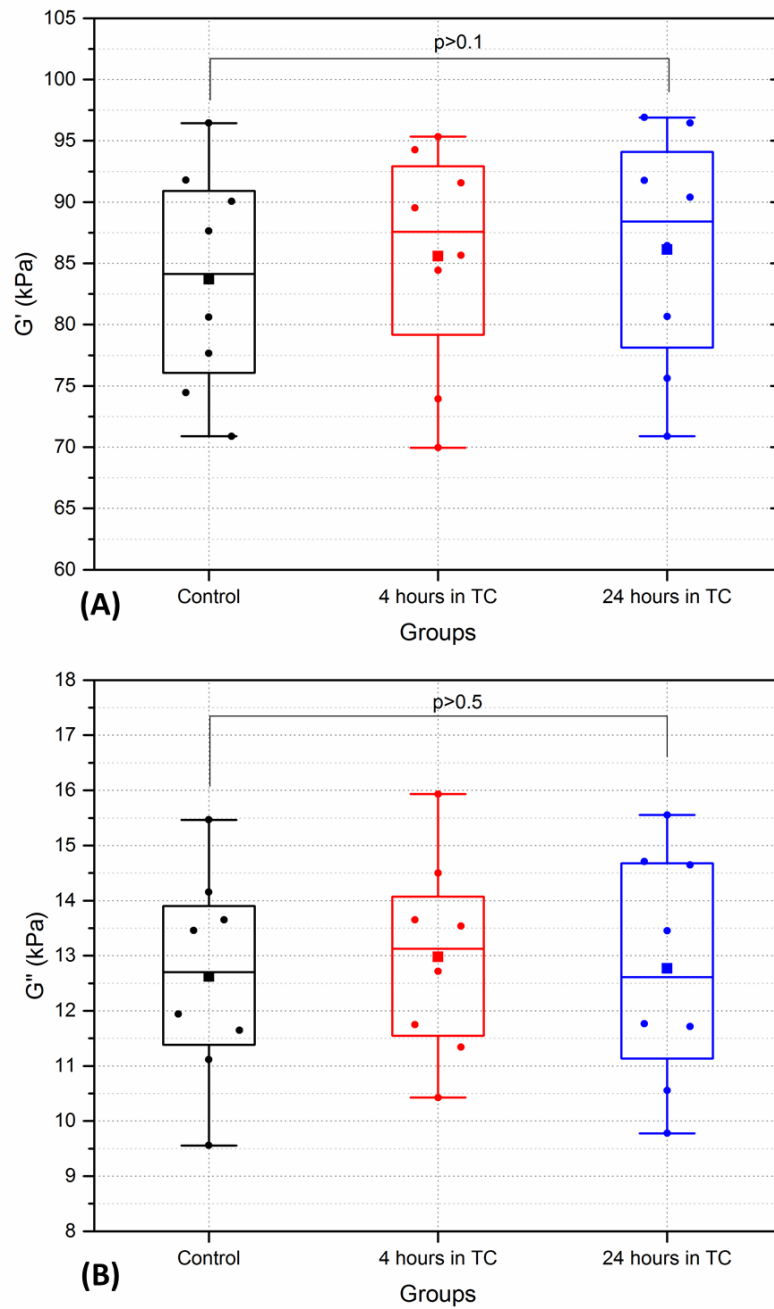 105
p>0.1
100
95
90
85
80
75
70
65
60
G' (kPa)
(A)
Control
4 hours in TC
24 hours in TC
Groups
18
p>0.5
17
16
15
14
13
12
11
10
9
8
G" (kPa)
(B)
Control
4 hours in TC
24 hours in TC
Groups